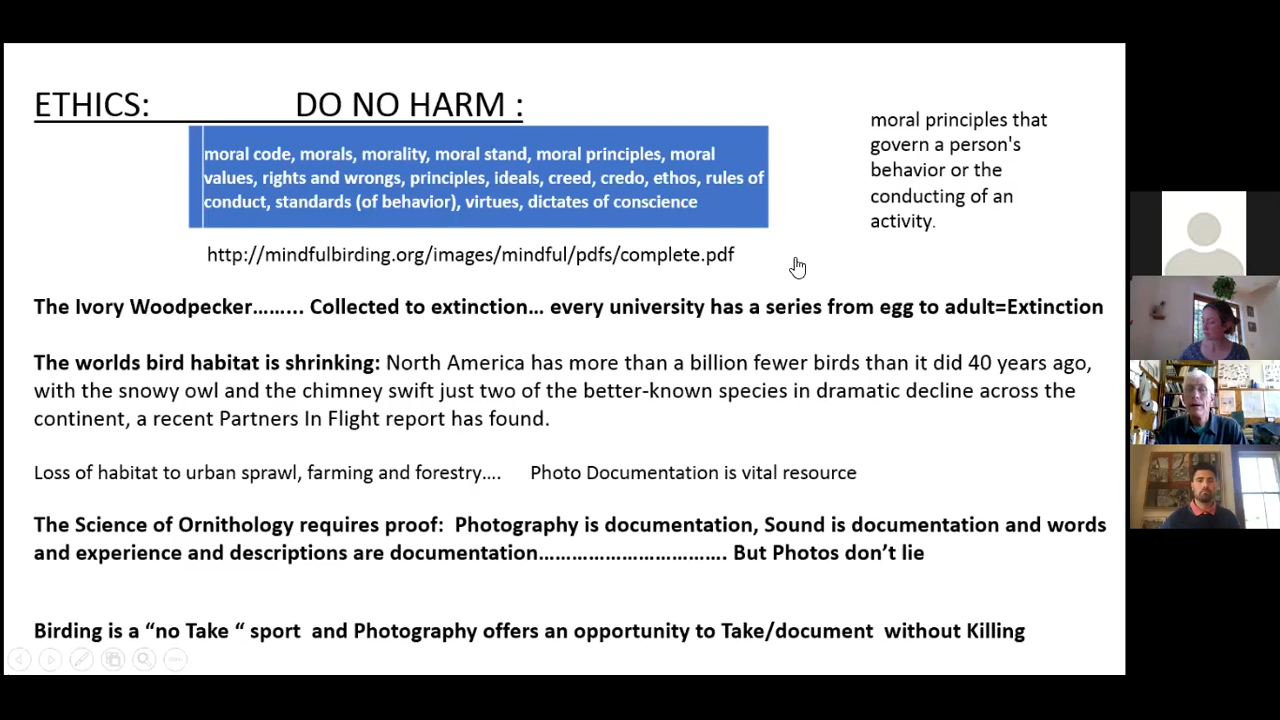 ETHICS: DO NO HARM :
moral code, morals, morality, moral stand, moral principles, moral
values, rights and wrongs, principles, ideals, creed, credo, ethos, rules of
conduct, standards (of behavior), virtues, dictates of conscience
moral principles that
govern a person's
behavior or the
conducting of an
activity.
http://mindfulbirding.org/images/mindful/pdfs/complete.pdf
The Ivory Woodpecker…….. Collected to extinction… every university has a series from egg to adult=Extinction
The worlds bird habitat is shrinking: North America has more than a billion fewer birds than it did 40 years ago,
with the snowy owl and the chimney swift just two of the better-known species in dramatic decline across the
continent, a recent Partners In Flight report has found.
Loss of habitat to urban sprawl, farming and forestry…. Photo Documentation is vital resource
The Science of Ornithology requires proof: Photography is documentation, Sound is documentation and words
and experience and descriptions are documentation……………………………. But Photos don’t lie
Birding is a “no Take “ sport and Photography offers an opportunity to Take/document without Killing